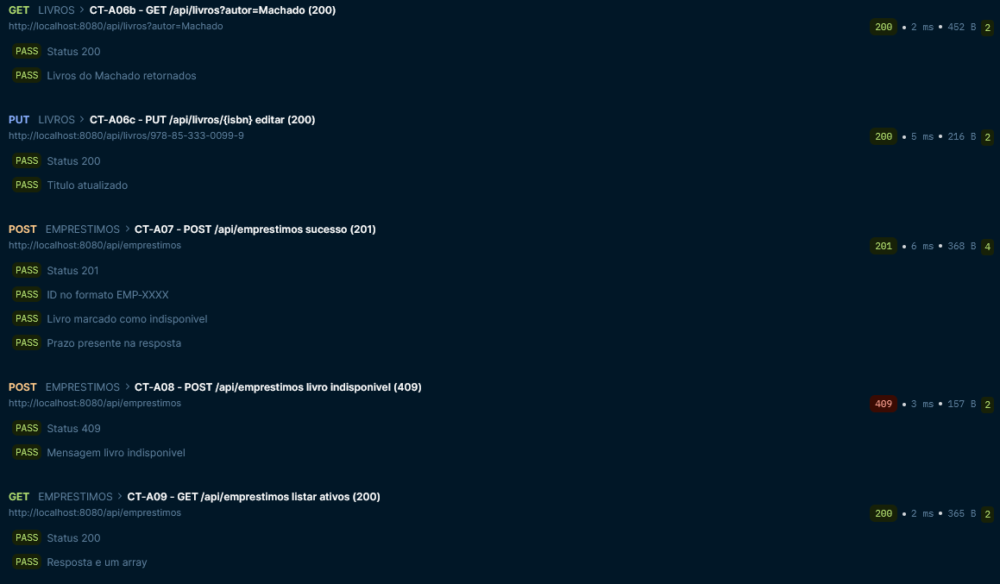 GET LIVROS > CT-A06b - GET /api/livros?autor=Machado (200)
http://localhost:8080/api/livros?autor=Machado 200 • 2 ms • 452 B 2
PASS Status 200
PASS Livros do Machado retornados
PUT LIVROS > CT-A06c - PUT /api/livros/{isbn} editar (200)
http://localhost:8080/api/livros/978-85-333-0099-9 200 • 5 ms • 216 B 2
PASS Status 200
PASS Titulo atualizado
POST EMPRESTIMOS > CT-A07 - POST /api/emprestimos sucesso (201)
http://localhost:8080/api/emprestimos 201 • 6 ms • 368 B 4
PASS Status 201
PASS ID no formato EMP-XXXX
PASS Livro marcado como indisponivel
PASS Prazo presente na resposta
POST EMPRESTIMOS > CT-A08 - POST /api/emprestimos livro indisponivel (409)
http://localhost:8080/api/emprestimos 409 • 3 ms • 157 B 2
PASS Status 409
PASS Mensagem livro indisponivel
GET EMPRESTIMOS > CT-A09 - GET /api/emprestimos listar ativos (200)
http://localhost:8080/api/emprestimos 200 • 2 ms • 365 B 2
PASS Status 200
PASS Resposta e um array